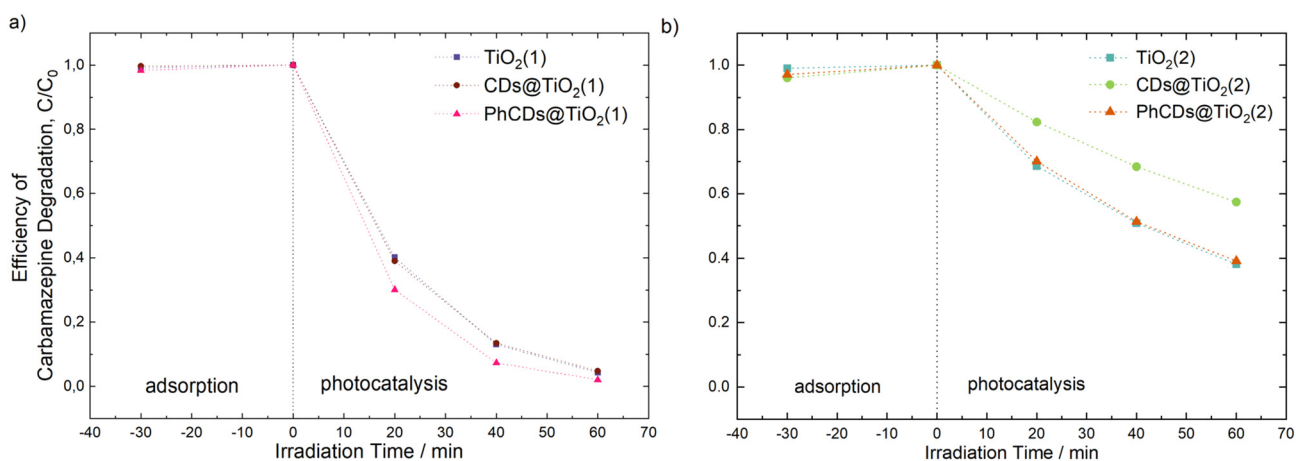 a)
Efficiency of
Carbamazepine Degradation, C/C₀
1,0
0,8
0,6
0,4
0,2
0,0
TiO₂(1)
CDs@TiO₂(1)
PhCDs@TiO₂(1)
adsorption
photocatalysis
-40 -30 -20 -10 0 10 20 30 40 50 60 70
Irradiation Time / min
b)
1.0
0.8
0.6
0.4
0.2
0.0
TiO₂(2)
CDs@TiO₂(2)
PhCDs@TiO₂(2)
adsorption
photocatalysis
-40 -30 -20 -10 0 10 20 30 40 50 60 70
Irradiation Time / min